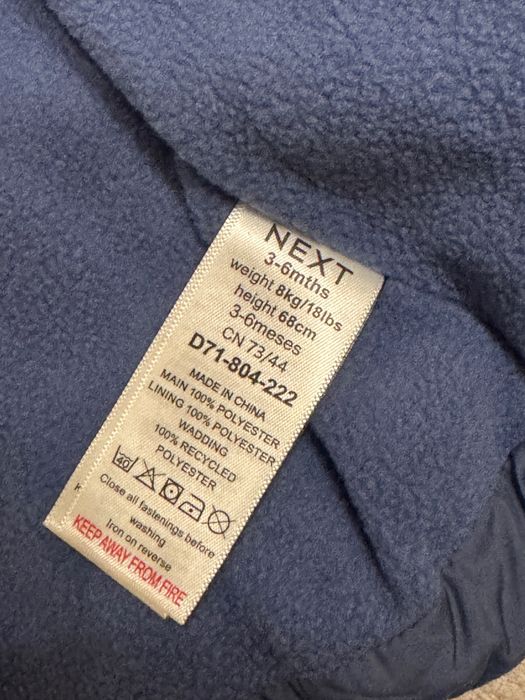 NEXT
3-6mths
weight 8kg/18lbs
height 68cm
3-6meses
CN 73/44
D71-804-222
MADE IN CHINA
MAIN 100% POLYESTER
LINING 100% POLYESTER
WADDING
100% RECYCLED
POLYESTER
40
Close all fastenings before
washing
Iron on reverse
KEEP AWAY FROM FIRE